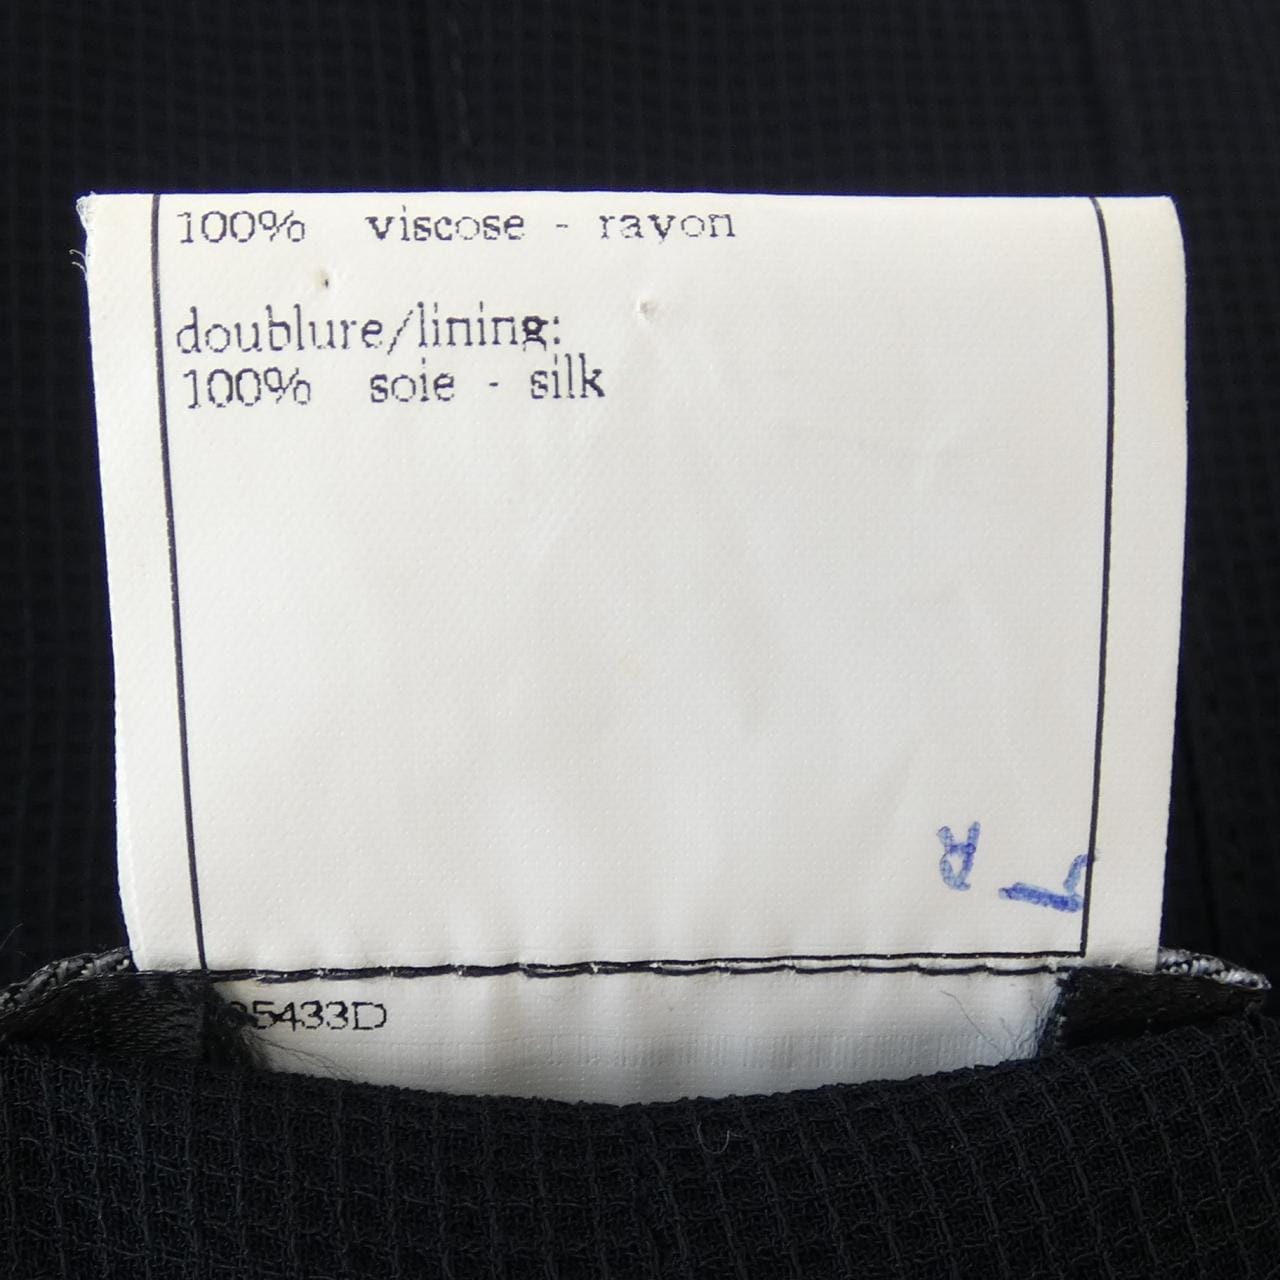 100% viscose - rayon
doublure/lining:
100% soie - silk